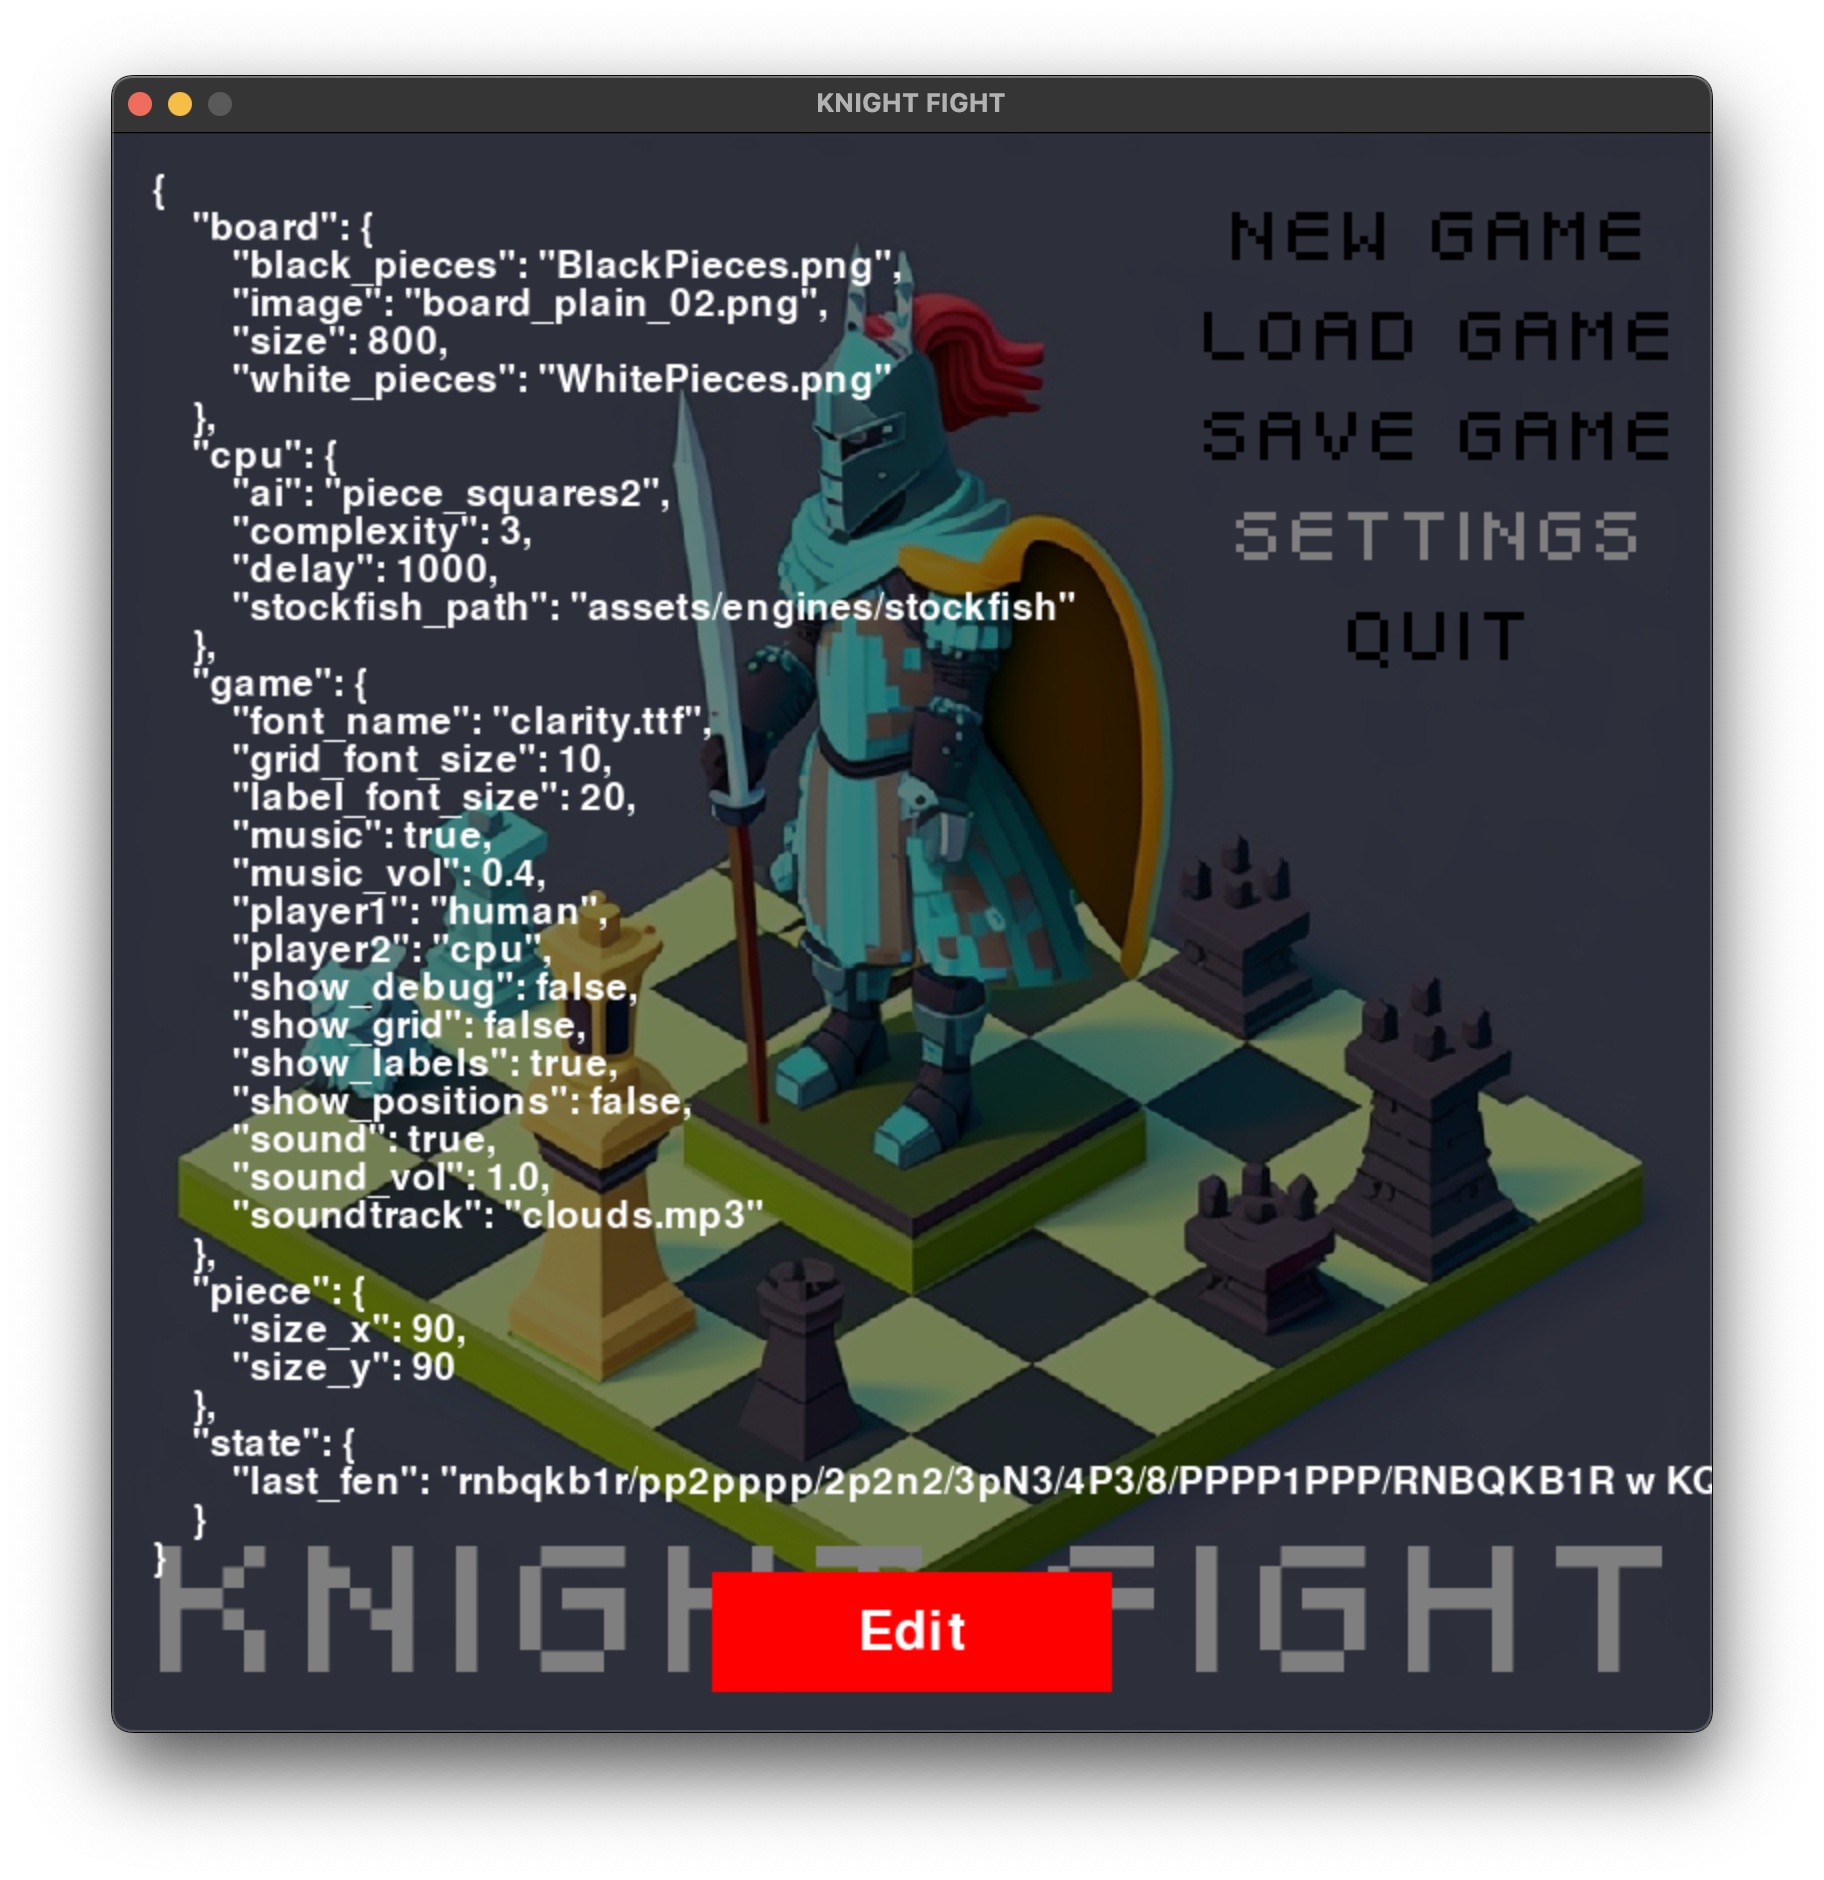 KNIGHT FIGHT
{
"board": {
"black_pieces": "BlackPieces.png",
"image": "board_plain_02.png",
"size": 800,
"white_pieces": "WhitePieces.png"
},
"cpu": {
"ai": "piece_squares2",
"complexity": 3,
"delay": 1000,
"stockfish_path": "assets/engines/stockfish"
},
"game": {
"font_name": "clarity.ttf",
"grid_font_size": 10,
"label_font_size": 20,
"music": true,
"music_vol": 0.4,
"player1": "human",
"player2": "cpu",
"show_debug": false,
"show_grid": false,
"show_labels": true,
"show_positions": false,
"sound": true,
"sound_vol": 1.0,
"soundtrack": "clouds.mp3"
},
"piece": {
"size_x": 90,
"size_y": 90
},
"state": {
"last_fen": "rnbqkb1r/pp2pppp/2p2n2/3pN3/4P3/8/PPPP1PPP/RNBQKB1R w KQ
}
}
NEW GAME
LOAD GAME
SAVE GAME
SETTINGS
QUIT
KNIGHT FIGHT
Edit